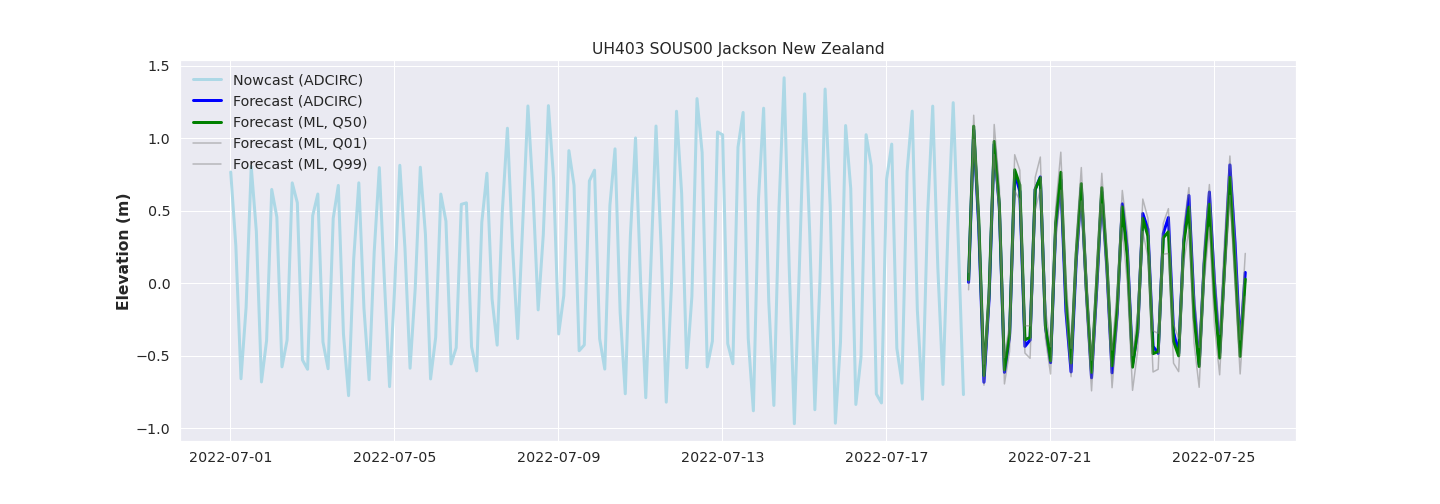 UH403 SOUS00 Jackson New Zealand
1.5
1.0
0.5
0.0
−0.5
−1.0
Elevation (m)
Nowcast (ADCIRC)
Forecast (ADCIRC)
Forecast (ML, Q50)
Forecast (ML, Q01)
Forecast (ML, Q99)
2022-07-01 2022-07-05 2022-07-09 2022-07-13 2022-07-17 2022-07-21 2022-07-25